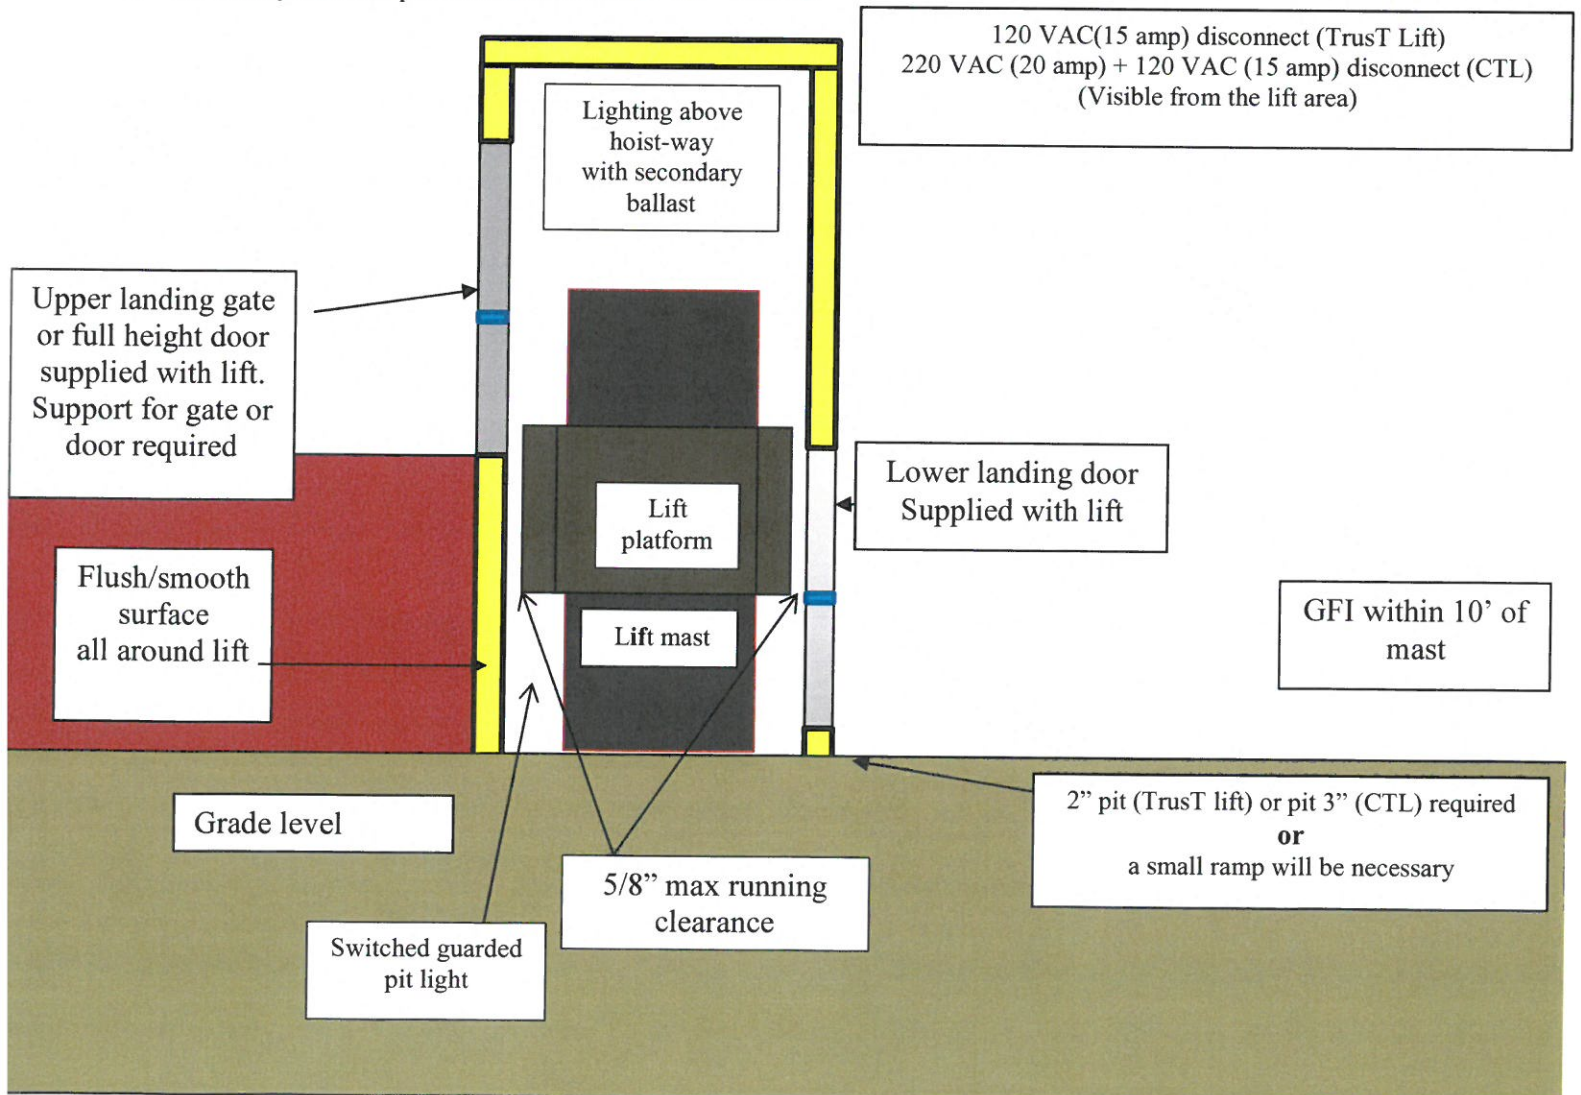 120 VAC(15 amp) disconnect (TrusT Lift)
220 VAC (20 amp) + 120 VAC (15 amp) disconnect (CTL)
(Visible from the lift area)
Lighting above
hoist-way
with secondary
ballast
Upper landing gate
or full height door
supplied with lift.
Support for gate or
door required
Lower landing door
Supplied with lift
Lift
platform
Flush/smooth
surface
all around lift
Lift mast
GFI within 10’ of
mast
Grade level
2” pit (TrusT lift) or pit 3” (CTL) required
or
a small ramp will be necessary
5/8” max running
clearance
Switched guarded
pit light